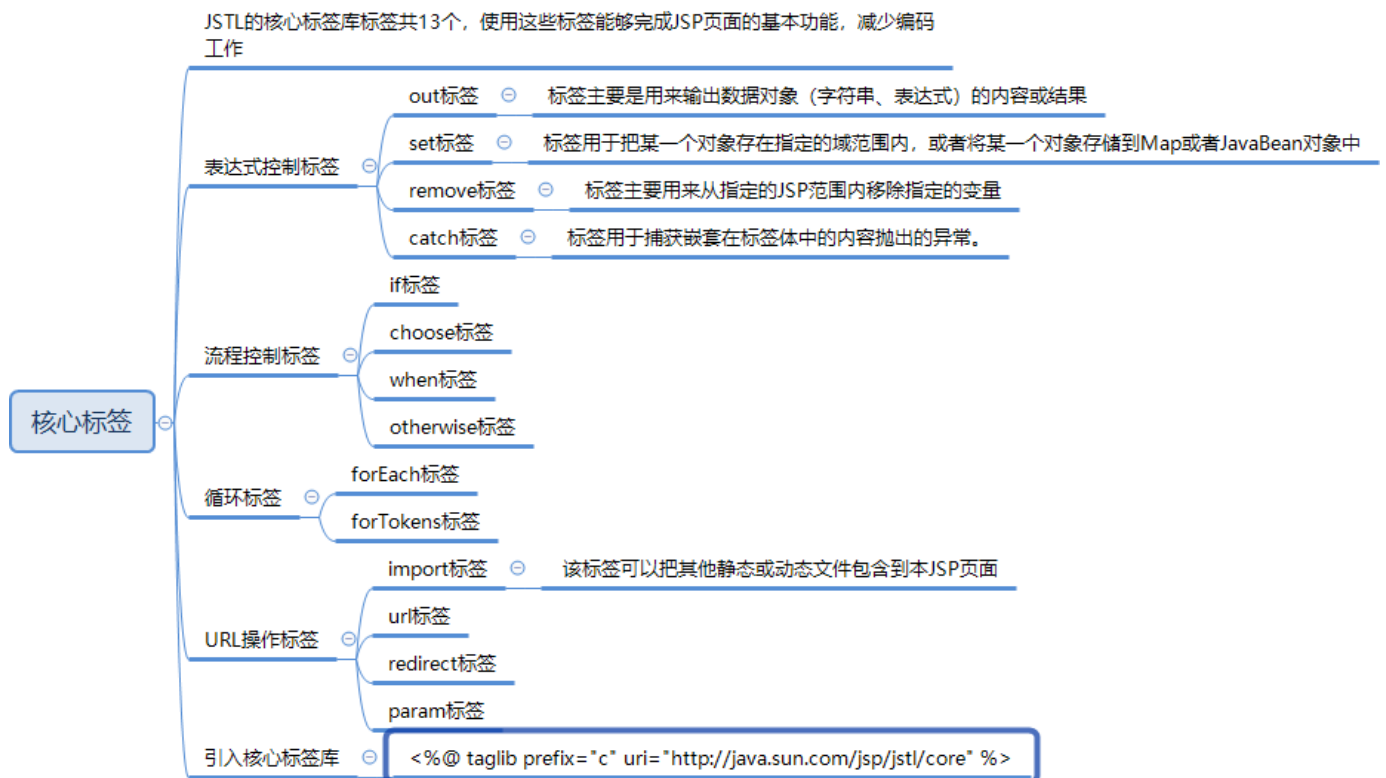 JSTL的核心标签库标签共13个，使用这些标签能够完成JSP页面的基本功能，减少编码
工作
out标签
标签主要是用来输出数据对象（字符串、表达式）的内容或结果
set标签
标签用于把某一个对象存在指定的域范围内，或者将某一个对象存储到Map或者JavaBean对象中
表达式控制标签
remove标签
标签主要用来从指定的JSP范围内移除指定的变量
catch标签
标签用于捕获嵌套在标签体中的内容抛出的异常。
if标签
choose标签
流程控制标签
when标签
otherwise标签
核心标签
forEach标签
循环标签
forTokens标签
import标签
该标签可以把其他静态或动态文件包含到本JSP页面
url标签
URL操作标签
redirect标签
param标签
引入核心标签库
<%@ taglib prefix="c" uri="http://java.sun.com/jsp/jstl/core" %>